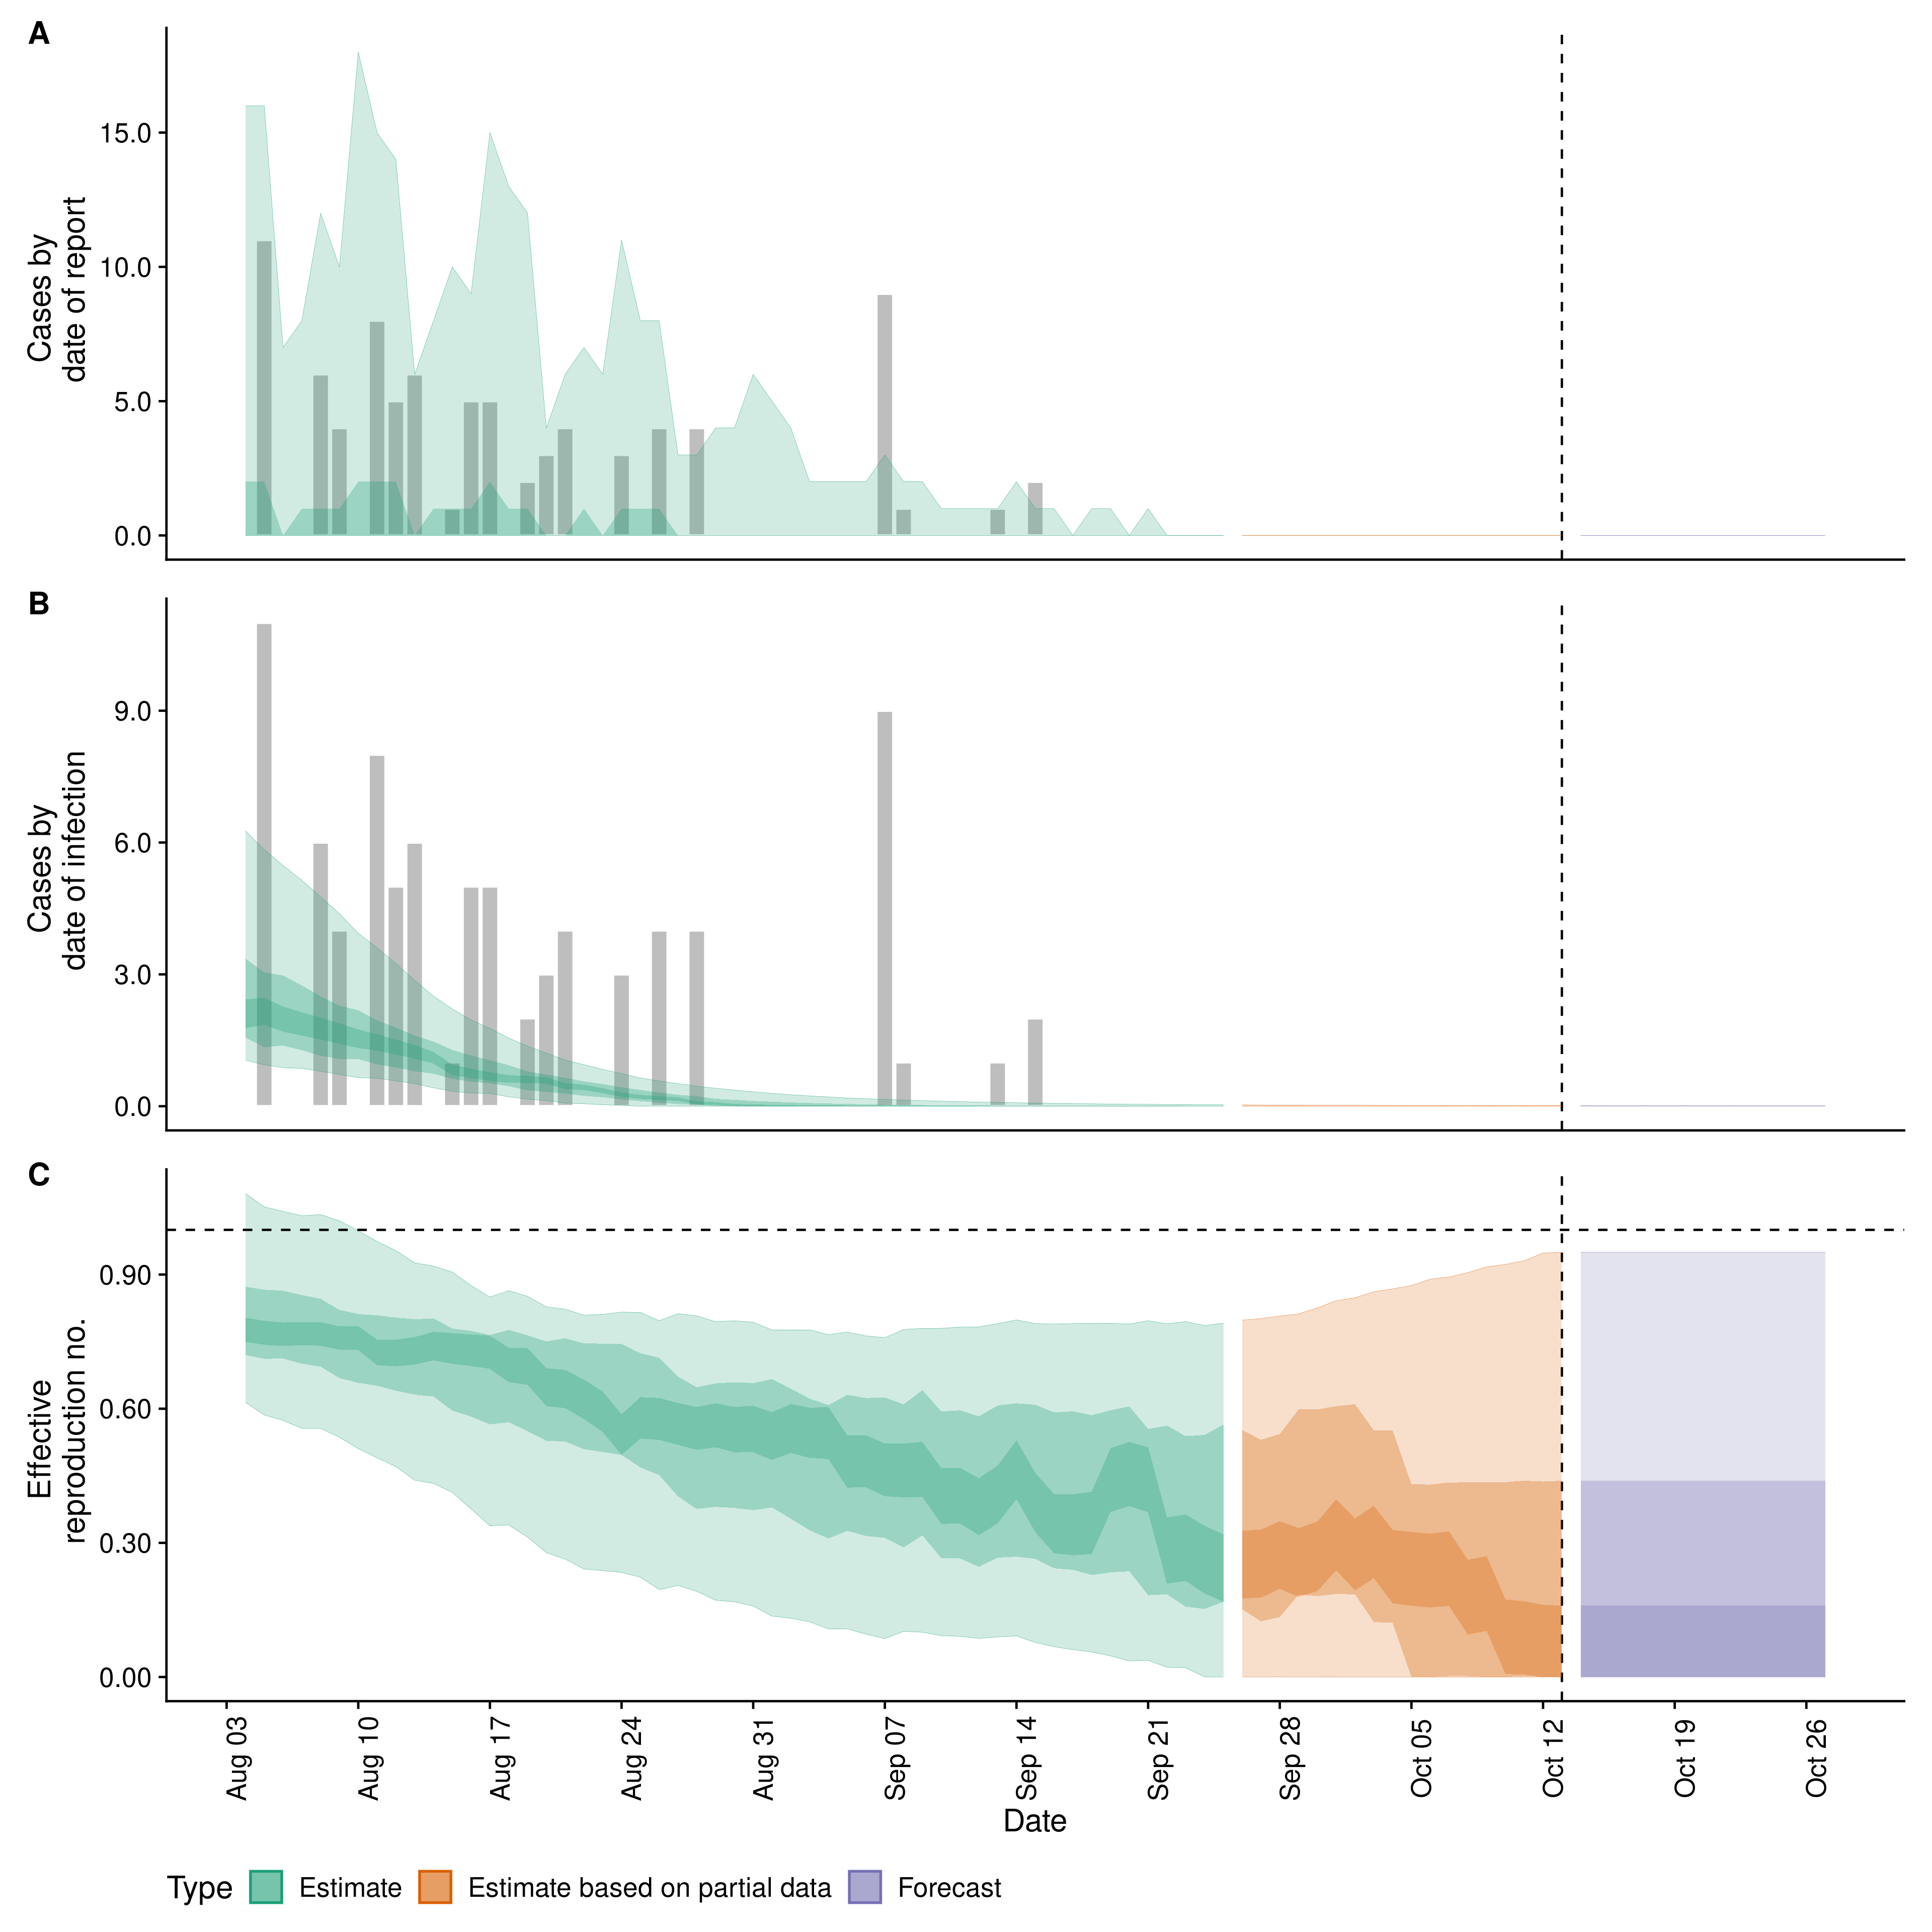 A
Cases by
date of report
15.0
10.0
5.0
0.0
B
Cases by
date of infection
9.0
6.0
3.0
0.0
C
Effective
reproduction no.
0.90
0.60
0.30
0.00
Aug 03
Aug 10
Aug 17
Aug 24
Aug 31
Sep 07
Sep 14
Sep 21
Sep 28
Oct 05
Oct 12
Oct 19
Oct 26
Date
Type Estimate Estimate based on partial data Forecast